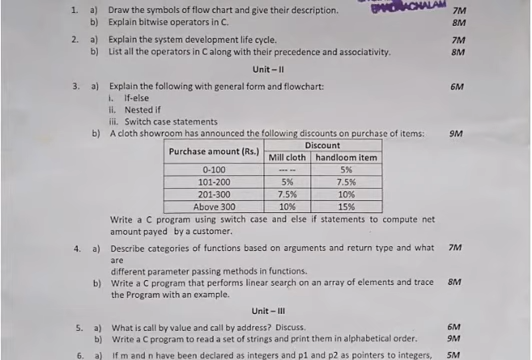 BHADRACHALAM
1. a) Draw the symbols of flow chart and give their description. 7M
b) Explain bitwise operators in C. 8M
2. a) Explain the system development life cycle. 7M
b) List all the operators in C along with their precedence and associativity. 8M
Unit – II
3. a) Explain the following with general form and flowchart: 6M
i. If-else
ii. Nested if
iii. Switch case statements
b) A cloth showroom has announced the following discounts on purchase of items: 9M
Purchase amount (Rs.) Discount
Mill cloth handloom item
0-100 --- -- 5%
101-200 5% 7.5%
201-300 7.5% 10%
Above 300 10% 15%
Write a C program using switch case and else if statements to compute net
amount payed by a customer.
4. a) Describe categories of functions based on arguments and return type and what 7M
are
different parameter passing methods in functions.
b) Write a C program that performs linear search on an array of elements and trace 8M
the Program with an example.
Unit – III
5. a) What is call by value and call by address? Discuss. 6M
b) Write a C program to read a set of strings and print them in alphabetical order. 9M
6. a) If m and n have been declared as integers and p1 and p2 as pointers to integers, 5M